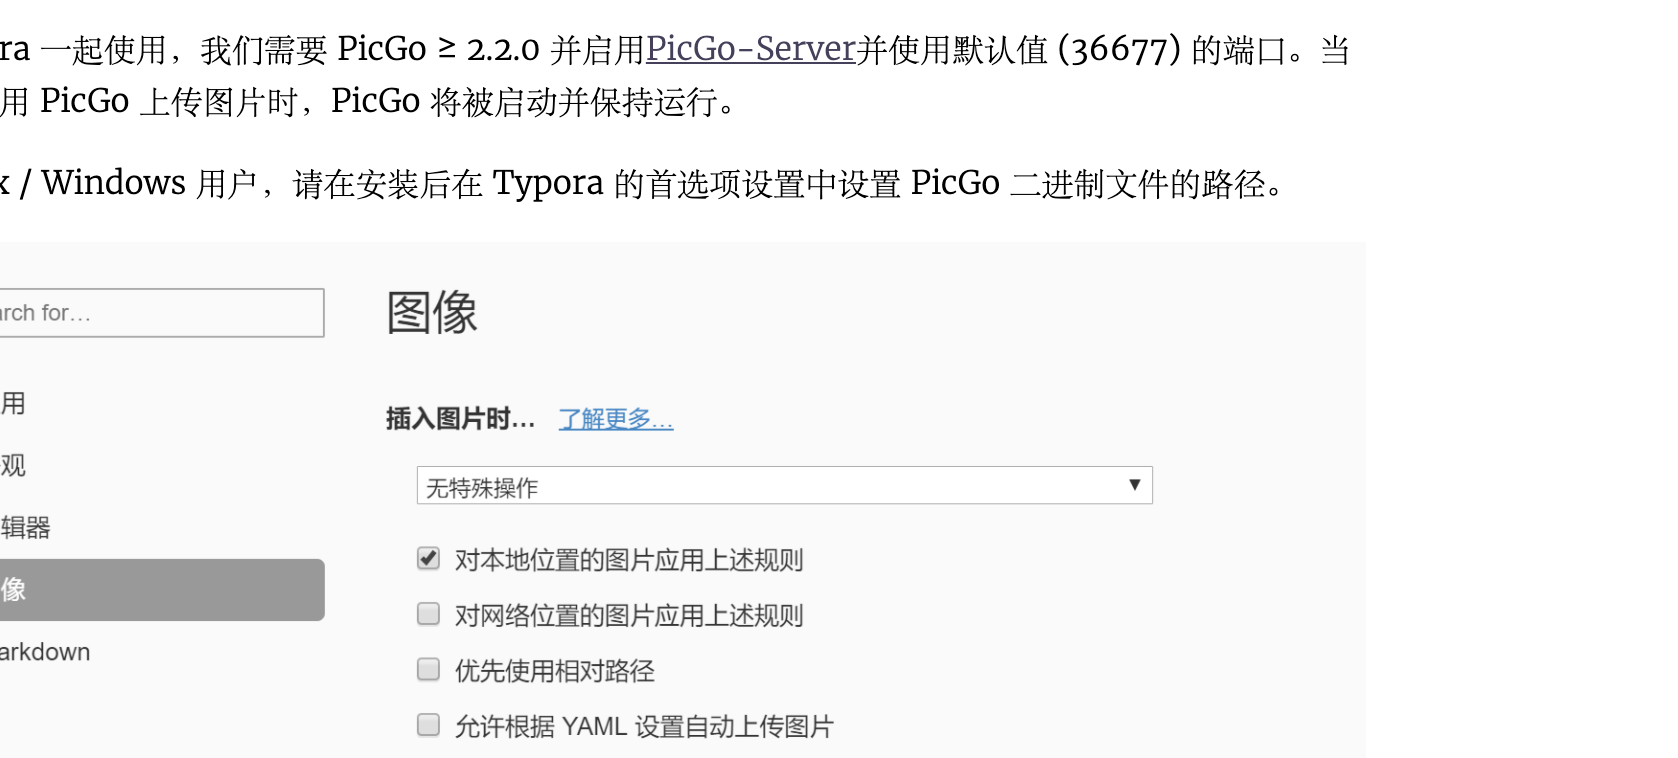 ra 一起使用，我们需要 PicGo ≥ 2.2.0 并启用PicGo-Server并使用默认值 (36677) 的端口。当
用 PicGo 上传图片时，PicGo 将被启动并保持运行。
x / Windows 用户，请在安装后在 Typora 的首选项设置中设置 PicGo 二进制文件的路径。
图像
arch for...
用
插入图片时... 了解更多...
观
无特殊操作
辑器
对本地位置的图片应用上述规则
像
对网络位置的图片应用上述规则
arkdown
优先使用相对路径
允许根据 YAML 设置自动上传图片